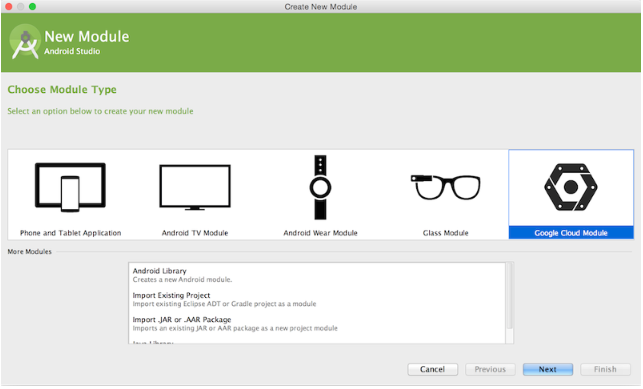 Create New Module
New Module
Android Studio
Choose Module Type
Select an option below to create your new module
Phone and Tablet Application
Android TV Module
Android Wear Module
Glass Module
Google Cloud Module
More Modules
Android Library
Creates a new Android module.
Import Existing Project
Import existing Eclipse ADT or Gradle project as a module
Import .JAR or .AAR Package
Imports an existing JAR or AAR package as a new project module
Java Library
Cancel
Previous
Next
Finish